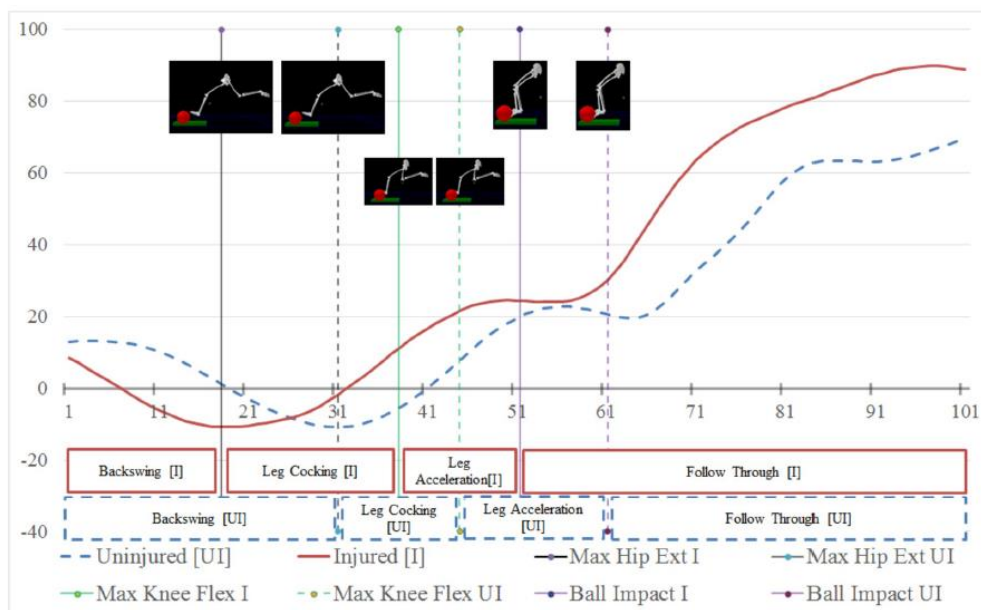 100
80
60
40
20
0
1 11 21 31 41 51 61 71 81 91 101
-20
Backswing [I] Leg Cocking [I] Leg Acceleration[I] Follow Through [I]
-40
Backswing [UI] Leg Cocking [UI] Leg Acceleration [UI] Follow Through [UI]
Uninjured [UI] Injured [I] Max Hip Ext I Max Hip Ext UI
Max Knee Flex I Max Knee Flex UI Ball Impact I Ball Impact UI